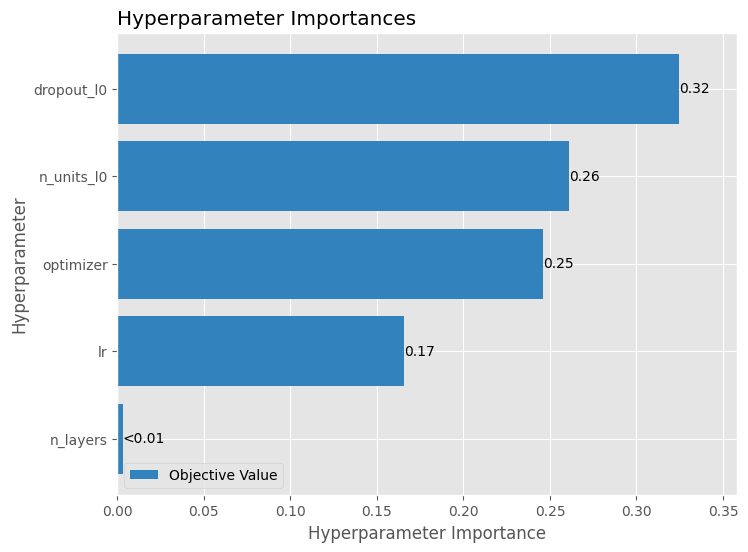 Hyperparameter Importances
Hyperparameter
dropout_l0
0.32
n_units_l0
0.26
optimizer
0.25
lr
0.17
n_layers
<0.01
Objective Value
0.00 0.05 0.10 0.15 0.20 0.25 0.30 0.35
Hyperparameter Importance